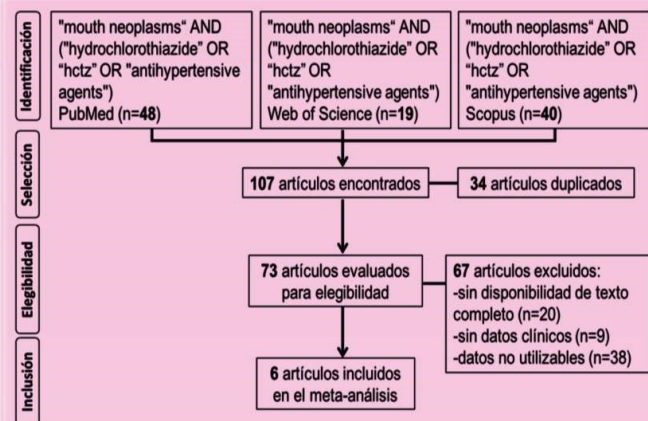 Identificación
"mouth neoplasms“ AND
("hydrochlorothiazide" OR
“hctz” OR "antihypertensive
agents")
PubMed (n=48)
"mouth neoplasms“ AND
("hydrochlorothiazide" OR
“hctz” OR
"antihypertensive agents")
Web of Science (n=19)
"mouth neoplasms“ AND
("hydrochlorothiazide" OR
“hctz” OR
"antihypertensive agents")
Scopus (n=40)
Selección
107 artículos encontrados
34 artículos duplicados
Elegibilidad
73 artículos evaluados
para elegibilidad
67 artículos excluidos:
-sin disponibilidad de texto
completo (n=20)
-sin datos clínicos (n=9)
-datos no utilizables (n=38)
Inclusión
6 artículos incluidos
en el meta-análisis